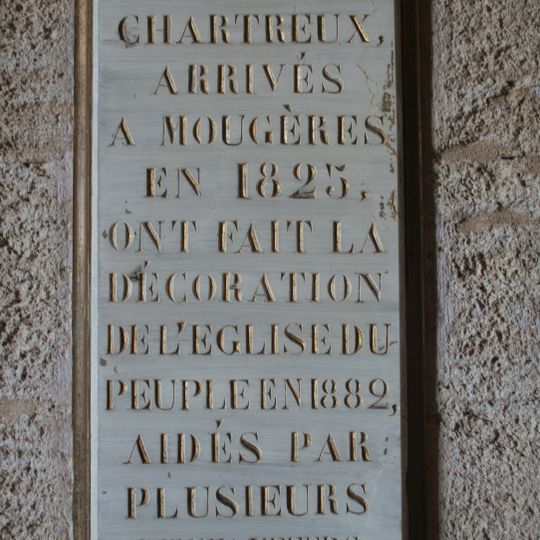 CHARTREUX,
ARRIVÉS
A MOUGÈRES
EN 1825,
ONT FAIT LA
DÉCORATION
DE L'EGLISE DU
PEUPLE EN 1882,
AIDÉS PAR
PLUSIEURS